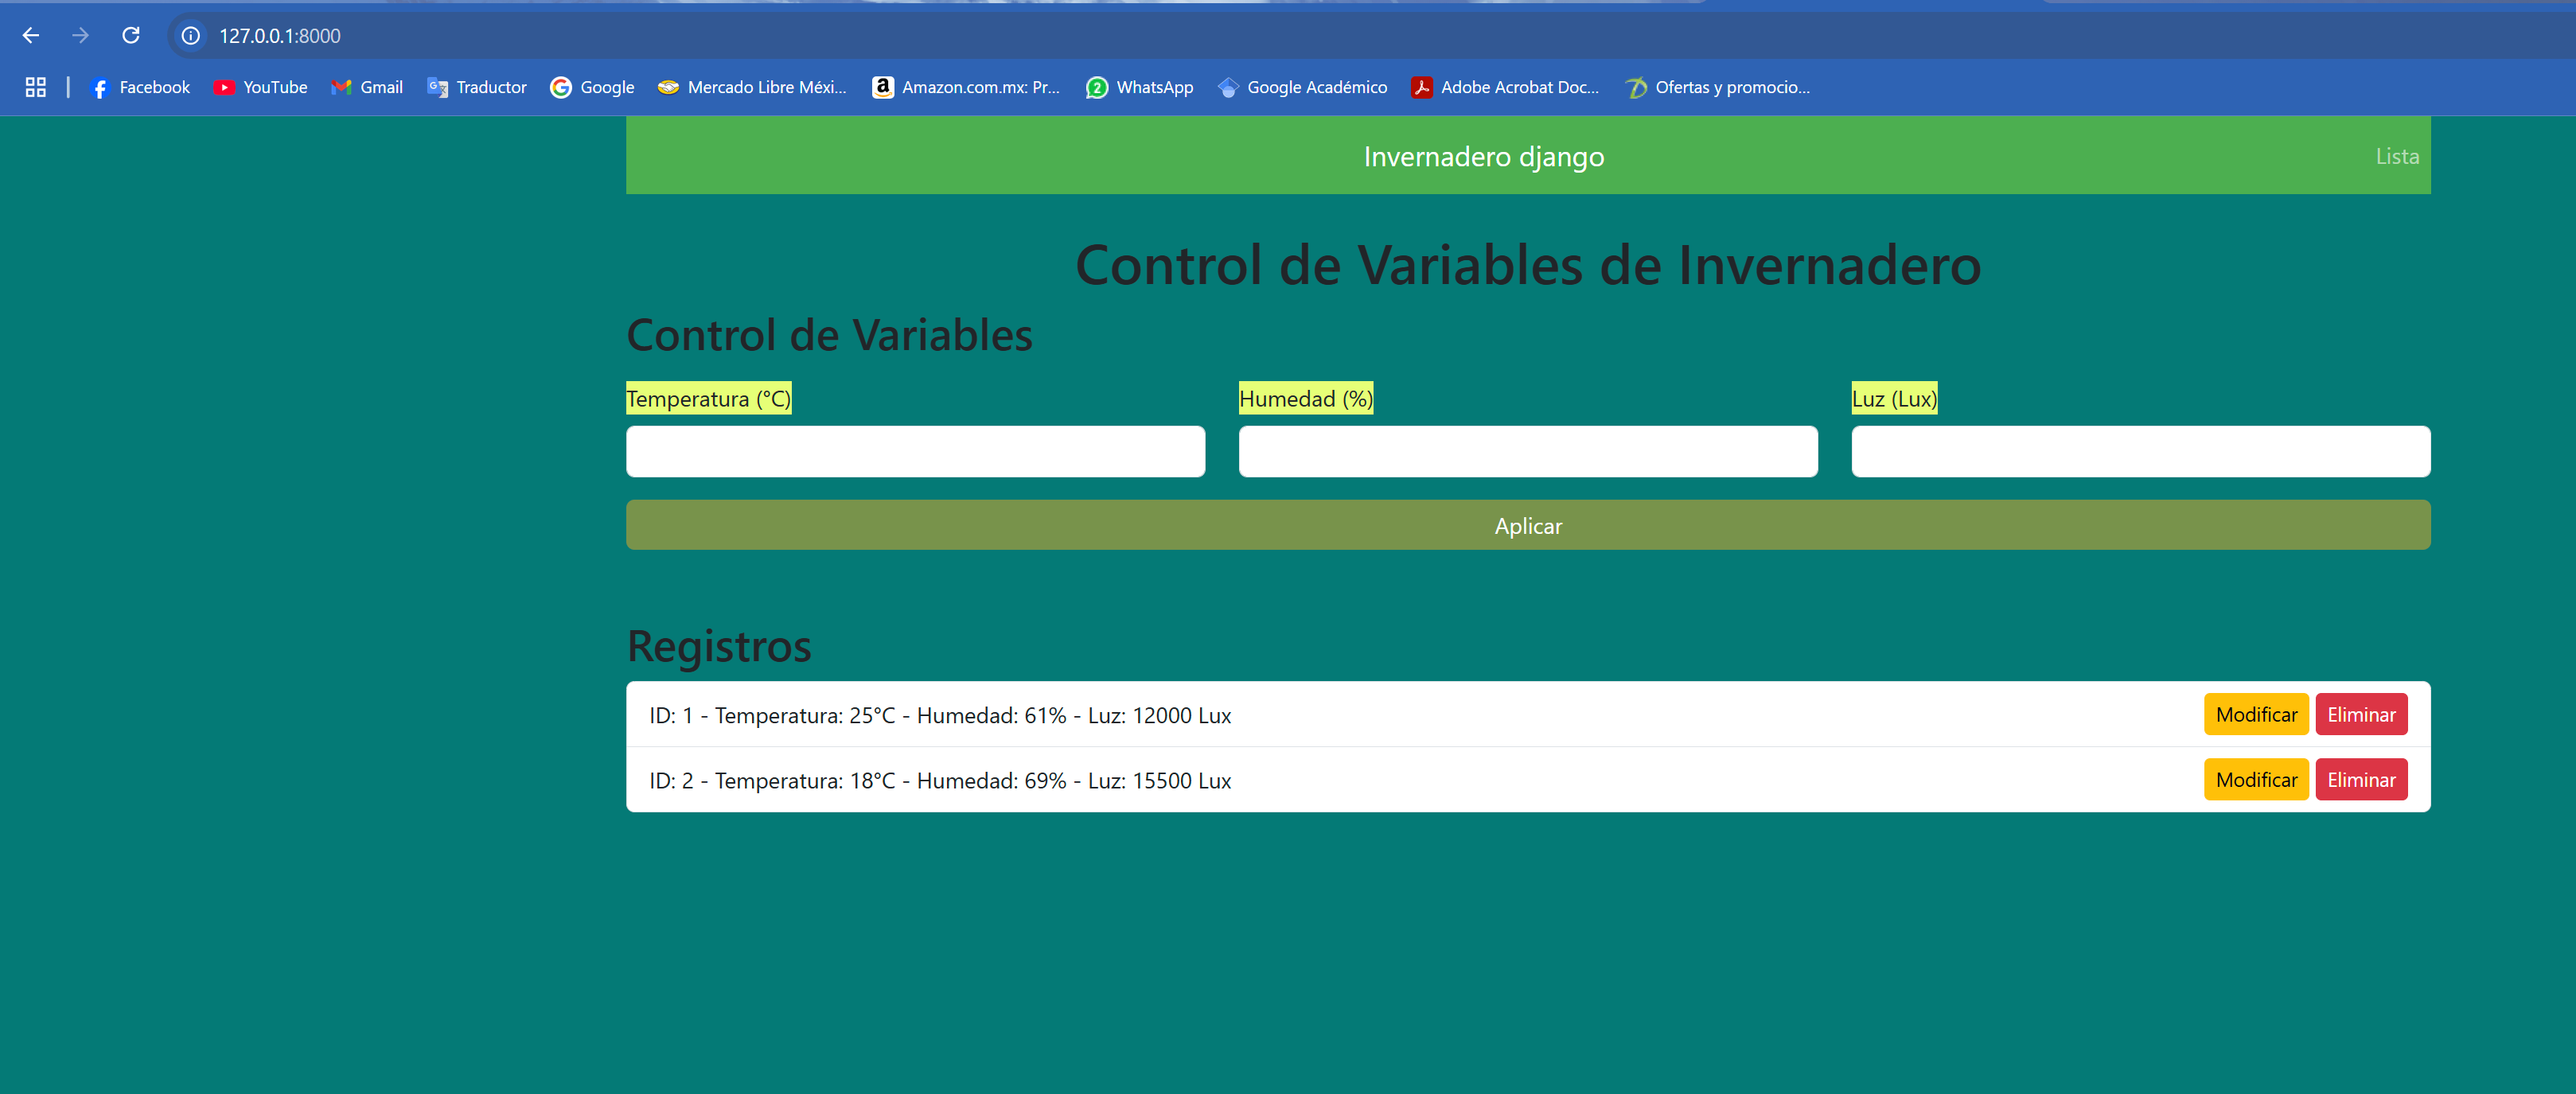 127.0.0.1:8000
Facebook YouTube Gmail Traductor Google Mercado Libre Méxi... Amazon.com.mx: Pr... WhatsApp Google Académico Adobe Acrobat Doc... Ofertas y promocio...
Invernadero django Lista
Control de Variables de Invernadero
Control de Variables
Temperatura (°C) Humedad (%) Luz (Lux)
Aplicar
Registros
ID: 1 - Temperatura: 25°C - Humedad: 61% - Luz: 12000 Lux Modificar Eliminar
ID: 2 - Temperatura: 18°C - Humedad: 69% - Luz: 15500 Lux Modificar Eliminar